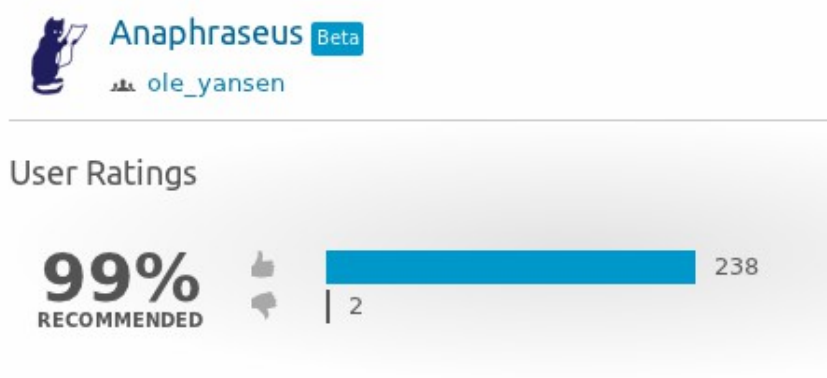 Anaphraseus Beta
ole_yansen
User Ratings
99%
RECOMMENDED
238
2